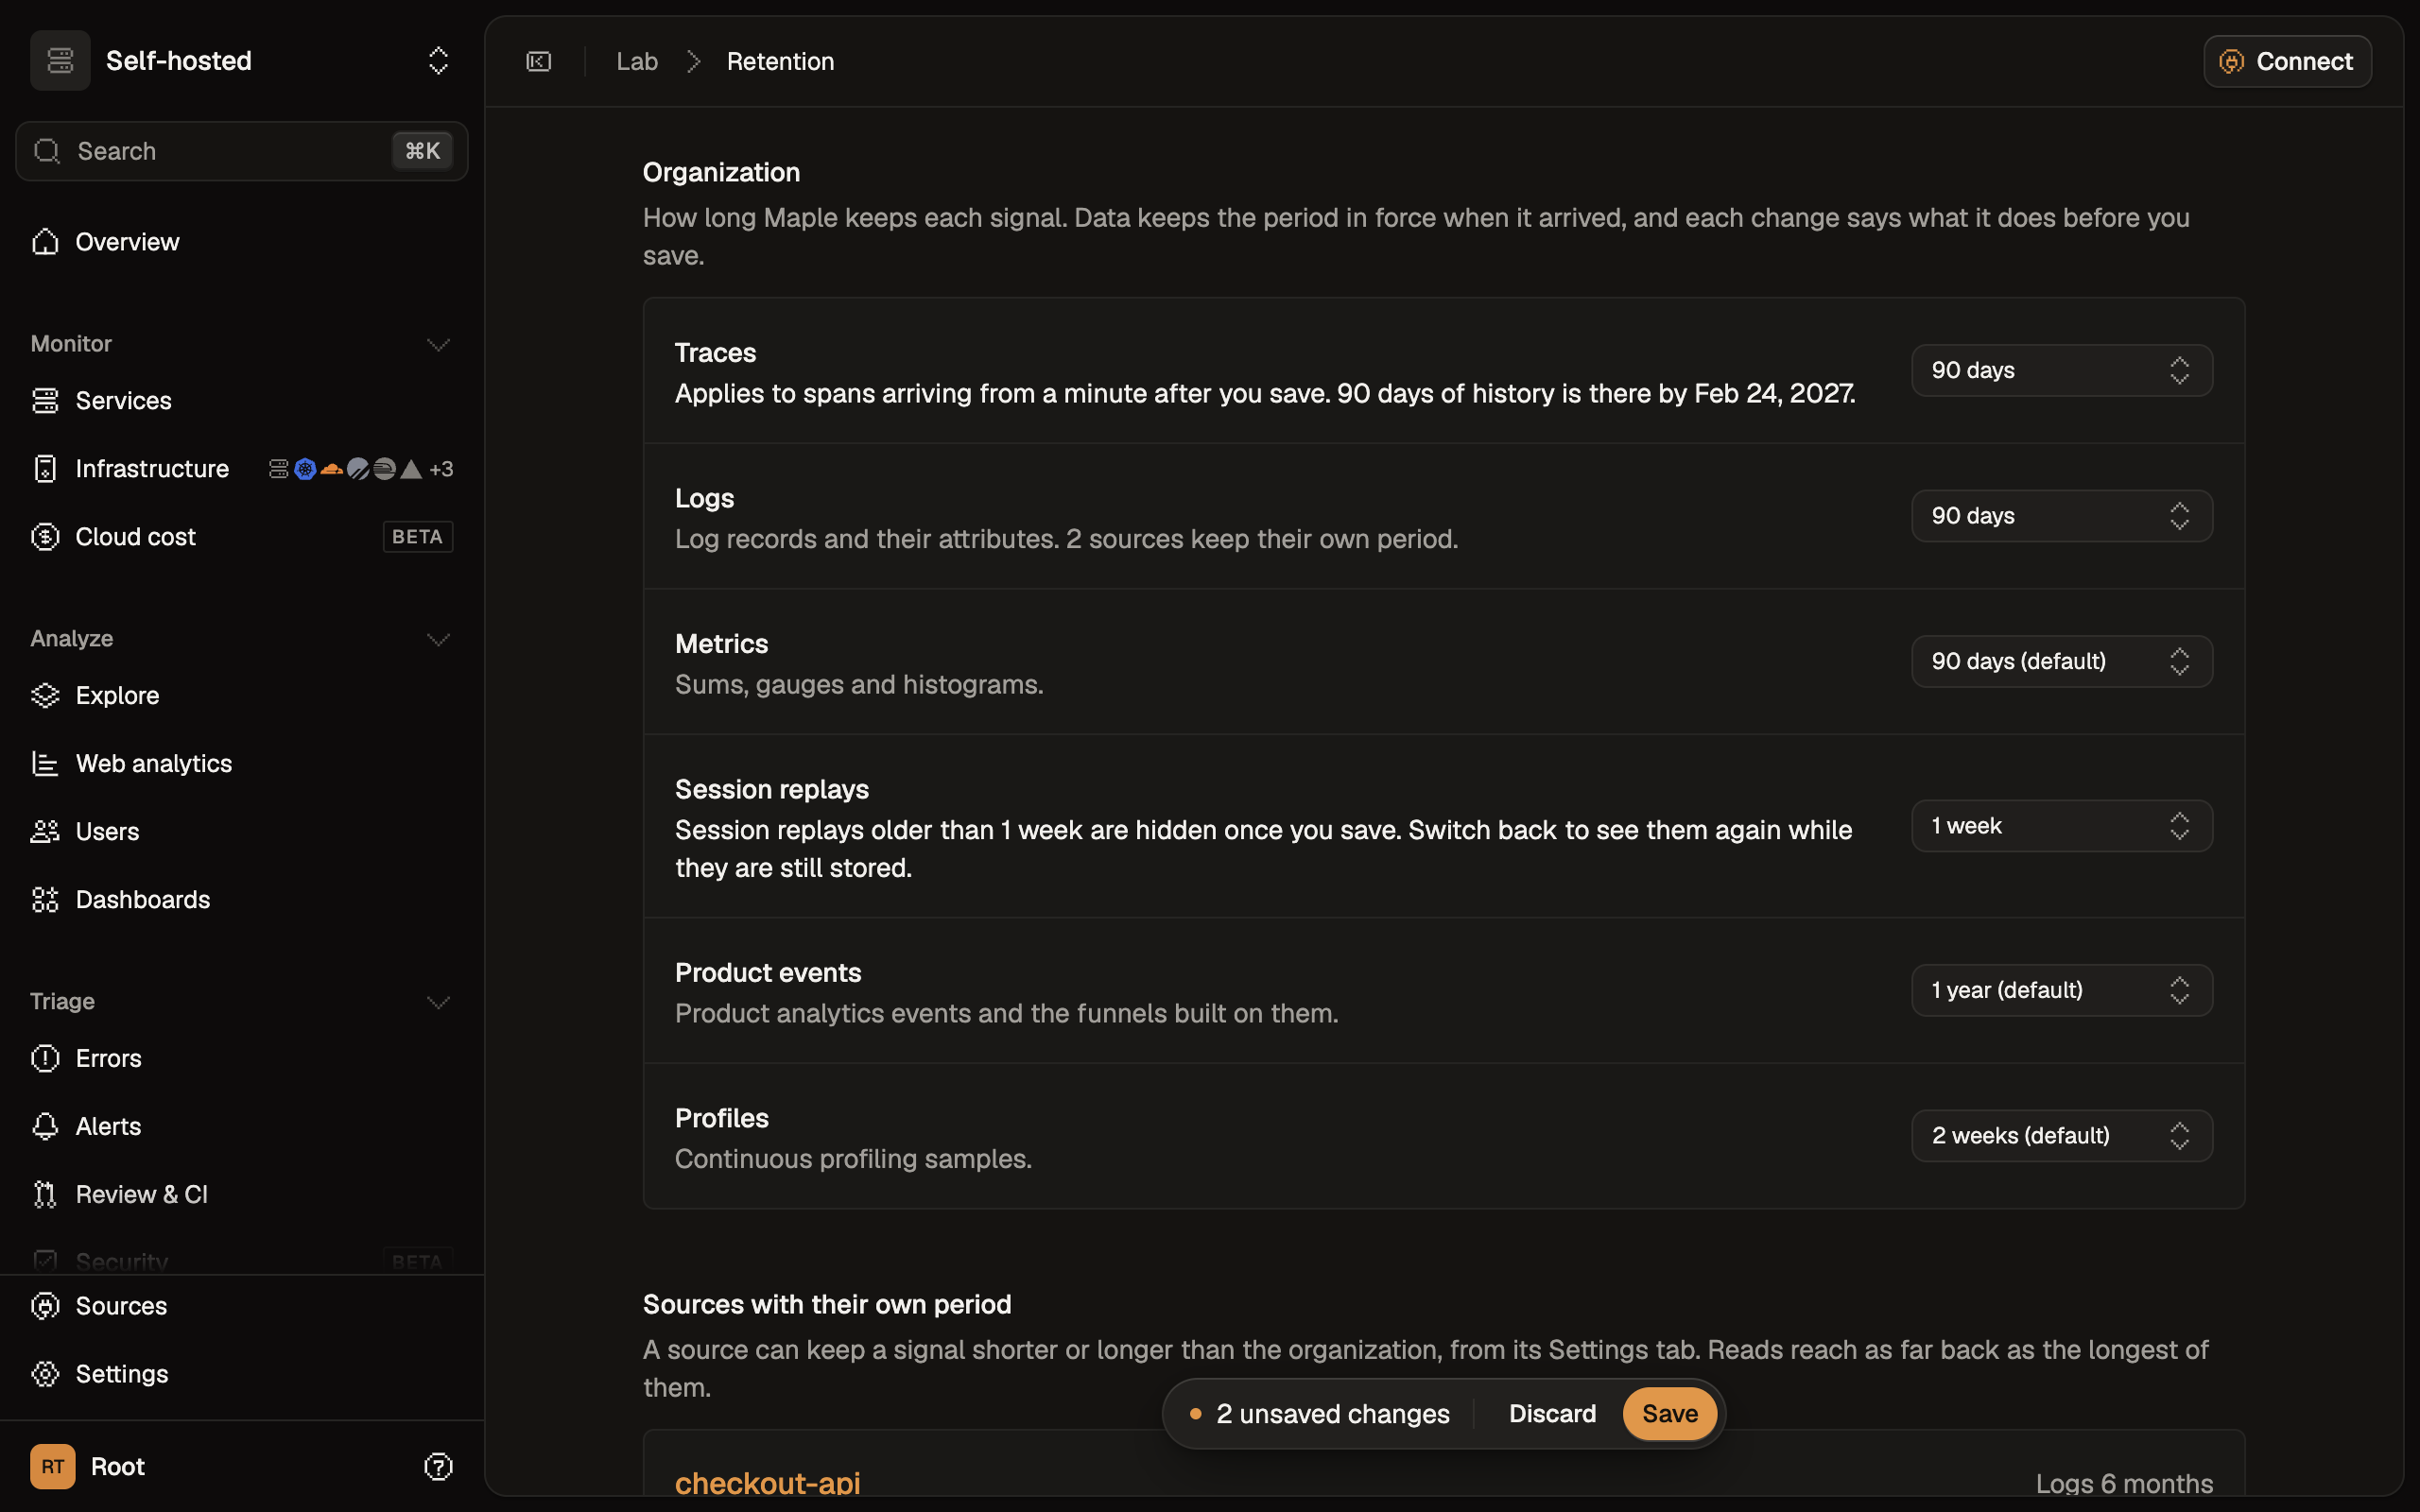 Self-hosted
Search ⌘K
Overview
Monitor
Services
Infrastructure +3
Cloud cost BETA
Analyze
Explore
Web analytics
Users
Dashboards
Triage
Errors
Alerts
Review & CI
Security BETA
Sources
Settings
RT Root
Lab Retention
Connect
Organization
How long Maple keeps each signal. Data keeps the period in force when it arrived, and each change says what it does before you
save.
Traces
Applies to spans arriving from a minute after you save. 90 days of history is there by Feb 24, 2027.
90 days
Logs
Log records and their attributes. 2 sources keep their own period.
90 days
Metrics
Sums, gauges and histograms.
90 days (default)
Session replays
Session replays older than 1 week are hidden once you save. Switch back to see them again while
they are still stored.
1 week
Product events
Product analytics events and the funnels built on them.
1 year (default)
Profiles
Continuous profiling samples.
2 weeks (default)
Sources with their own period
A source can keep a signal shorter or longer than the organization, from its Settings tab. Reads reach as far back as the longest of
them.
2 unsaved changes Discard Save
checkout-api Logs 6 months